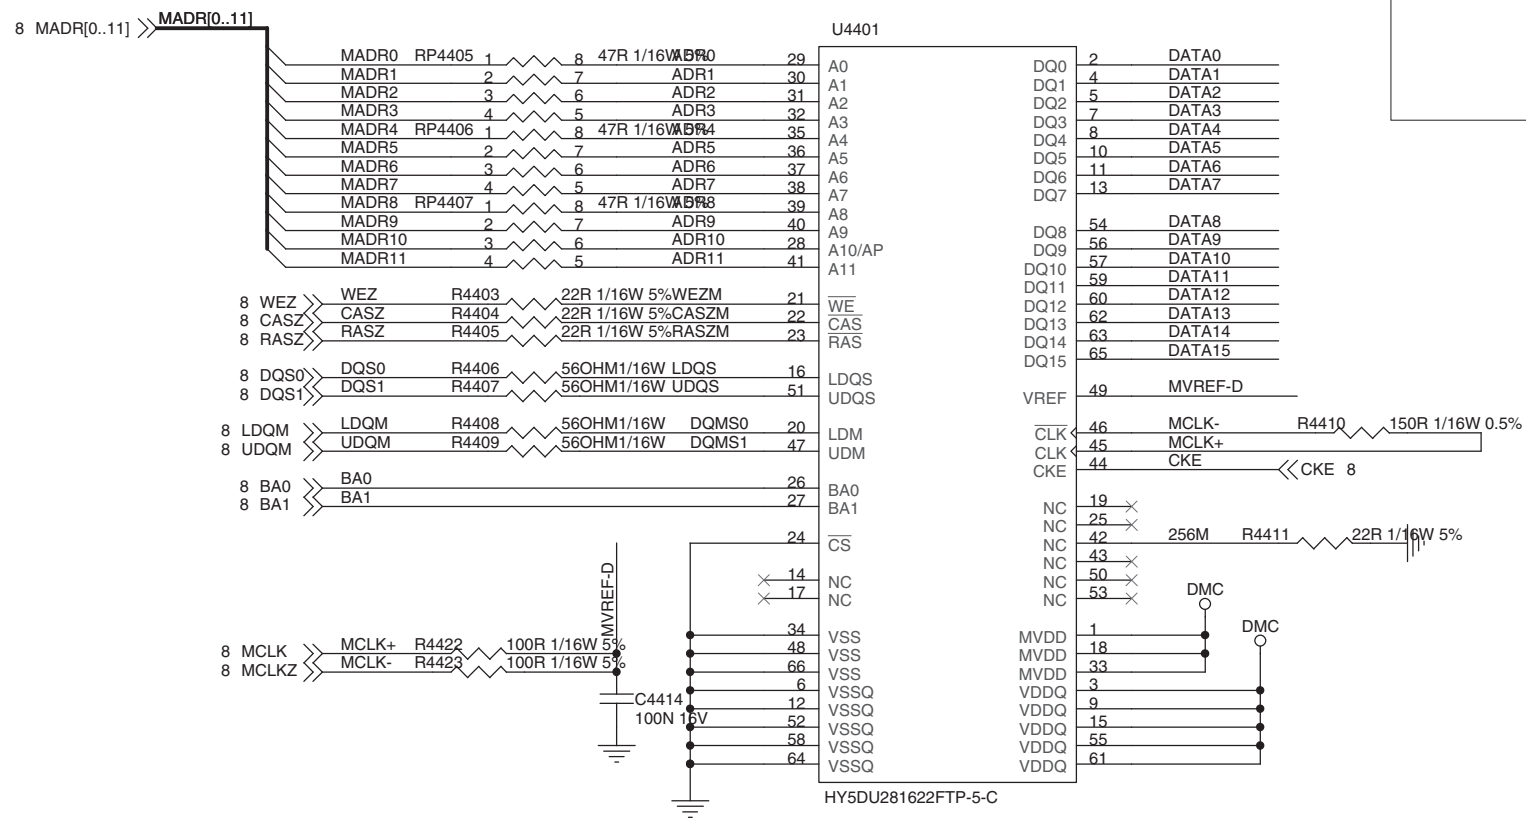 8 MADR[0..11] MADR[0..11] U4401
MADR0 RP4405 1 8 47R 1/16W 5% ADR0 29 A0 DQ0 2 DATA0
MADR1 2 7 ADR1 30 A1 DQ1 4 DATA1
MADR2 3 6 ADR2 31 A2 DQ2 5 DATA2
MADR3 4 5 ADR3 32 A3 DQ3 7 DATA3
MADR4 RP4406 1 8 47R 1/16W 5% ADR4 35 A4 DQ4 8 DATA4
MADR5 2 7 ADR5 36 A5 DQ5 10 DATA5
MADR6 3 6 ADR6 37 A6 DQ6 11 DATA6
MADR7 4 5 ADR7 38 A7 DQ7 13 DATA7
MADR8 RP4407 1 8 47R 1/16W 5% ADR8 39 A8
MADR9 2 7 ADR9 40 A9 DQ8 54 DATA8
MADR10 3 6 ADR10 28 A10/AP DQ9 56 DATA9
MADR11 4 5 ADR11 41 A11 DQ10 57 DATA10
DQ11 59 DATA11
8 WEZ WEZ R4403 22R 1/16W 5% WEZM 21 WE DQ12 60 DATA12
8 CASZ CASZ R4404 22R 1/16W 5% CASZM 22 CAS DQ13 62 DATA13
8 RASZ RASZ R4405 22R 1/16W 5% RASZM 23 RAS DQ14 63 DATA14
DQ15 65 DATA15
8 DQS0 DQS0 R4406 56OHM1/16W LDQS 16 LDQS
8 DQS1 DQS1 R4407 56OHM1/16W UDQS 51 UDQS VREF 49 MVREF-D
8 LDQM LDQM R4408 56OHM1/16W DQMS0 20 LDM CLK 46 MCLK- R4410 150R 1/16W 0.5%
8 UDQM UDQM R4409 56OHM1/16W DQMS1 47 UDM CLK 45 MCLK+
CKE 44 CKE CKE 8
8 BA0 BA0 26 BA0
8 BA1 BA1 27 BA1 NC 19
NC 25
24 CS NC 42 256M R4411 22R 1/16W 5%
NC 43
14 NC NC 50
17 NC NC 53
MVREF-D
DMC
DMC
34 VSS MVDD 1
8 MCLK MCLK+ R4422 100R 1/16W 5% 48 VSS MVDD 18
8 MCLKZ MCLK- R4423 100R 1/16W 5% 66 VSS MVDD 33
6 VSSQ VDDQ 3
C4414 12 VSSQ VDDQ 9
100N 16V 52 VSSQ VDDQ 15
58 VSSQ VDDQ 55
64 VSSQ VDDQ 61
HY5DU281622FTP-5-C